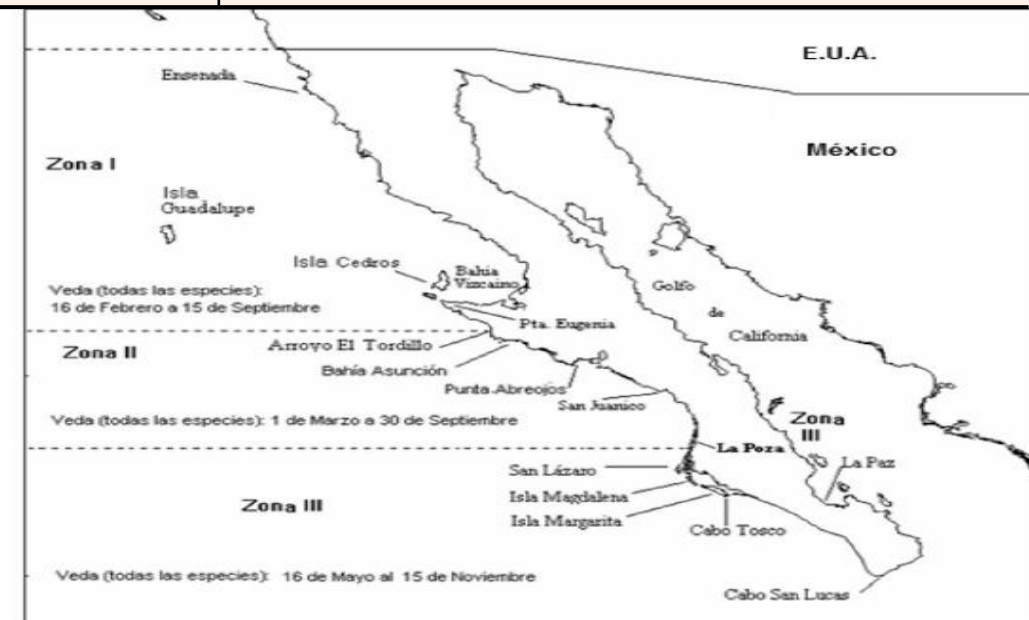 E.U.A.
Ensenada
México
Zona I
Isla
Guadalupe
Isla Cedros
Bahia
Vizcaino
Golfo
de
California
Veda (todas las especies):
16 de Febrero a 15 de Septiembre
Pta. Eugenia
Arroyo El Tordillo
Zona II
Bahía Asunción
Punta Abreojos
San Juanico
Veda (todas las especies): 1 de Marzo a 30 de Septiembre
Zona
III
La Poza
La Paz
San Lázaro
Isla Magdalena
Isla Margarita
Zona III
Cabo Tosco
Veda (todas las especies): 16 de Mayo al 15 de Noviembre
Cabo San Lucas